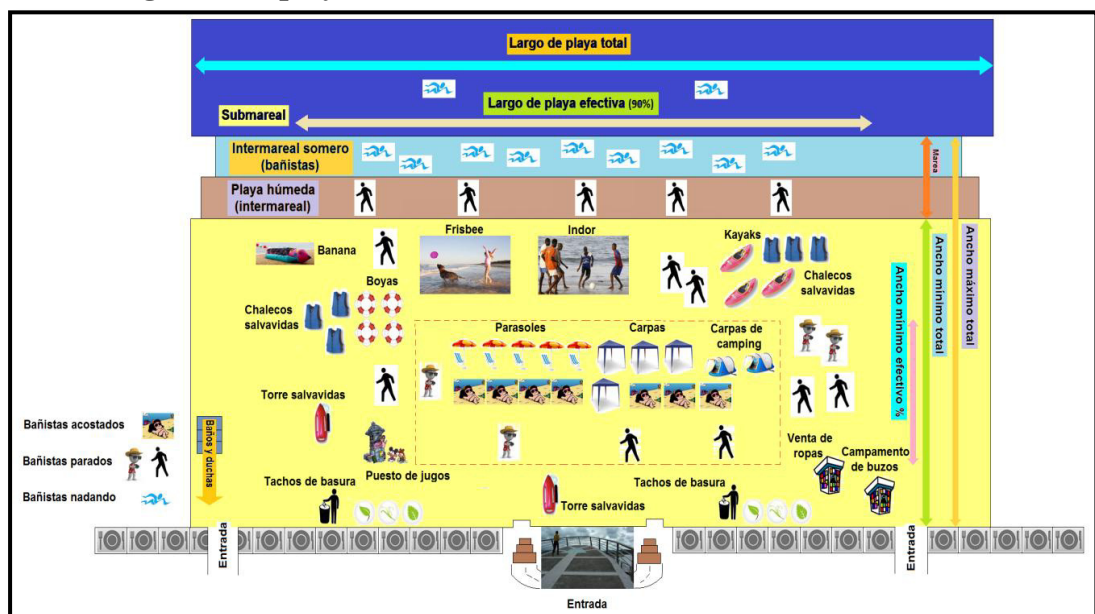 Largo de playa total
Largo de playa efectiva (90%)
Submareal
Intermareal somero
(bañistas)
Marea
Playa húmeda
(intermareal)
Frisbee
Indor
Kayaks
Banana
Boyas
Chalecos
salvavidas
Chalecos
salvavidas
Ancho mínimo efectivo %
Ancho mínimo total
Ancho máximo total
Parasoles
Carpas
Carpas de
camping
Torre salvavidas
Bañistas acostados
Baños y duchas
Bañistas parados
Venta de
ropas
Campamento
de buzos
Puesto de jugos
Tachos de basura
Tachos de basura
Bañistas nadando
Torre salvavidas
Entrada
Entrada
Entrada